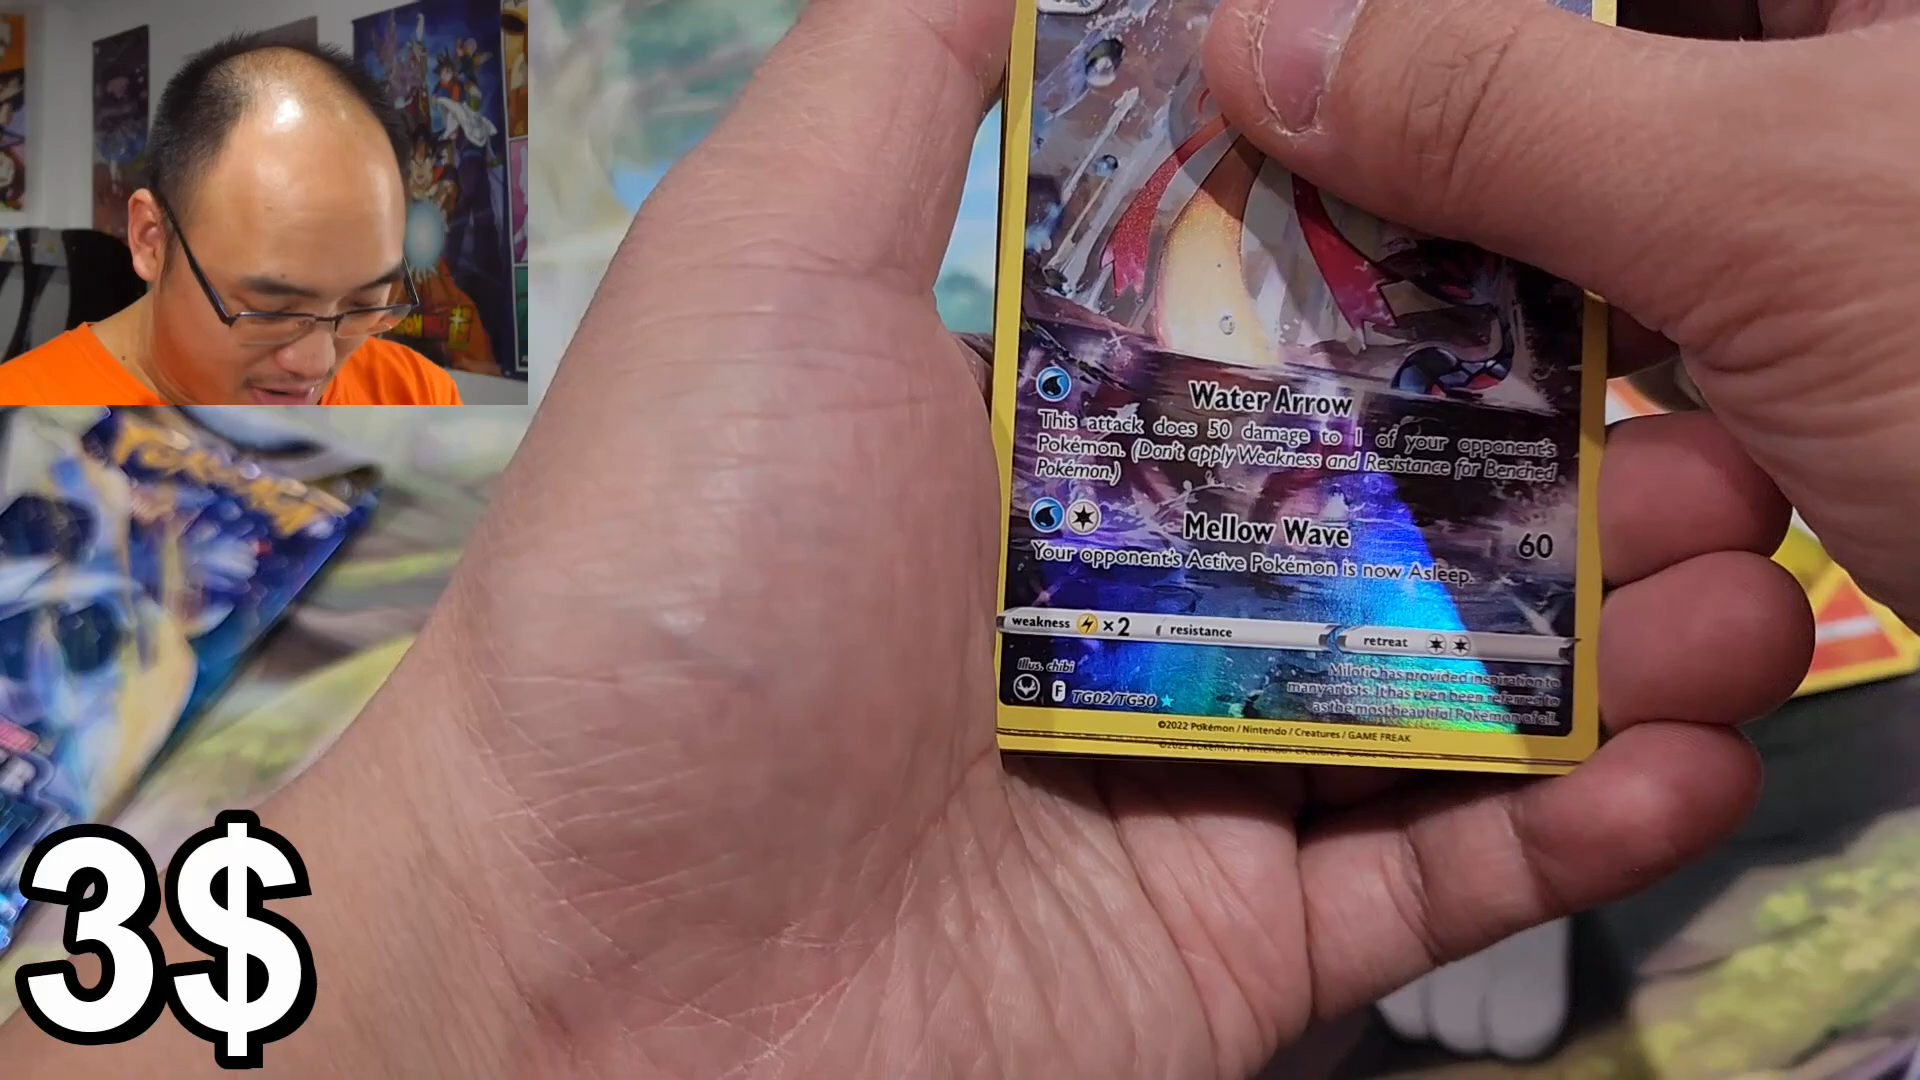 Water Arrow
This attack does 50 damage to 1 of your opponent's
Pokémon. (Don't apply Weakness and Resistance for Benched
Pokémon.)
Mellow Wave 60
Your opponent's Active Pokémon is now Asleep.
weakness ×2 resistance retreat
Illus. chibi
Milotic has provided inspiration to
many artists. It has even been referred to
as the most beautiful Pokémon of all.
F TG02/TG30
©2022 Pokémon / Nintendo / Creatures / GAME FREAK
3$